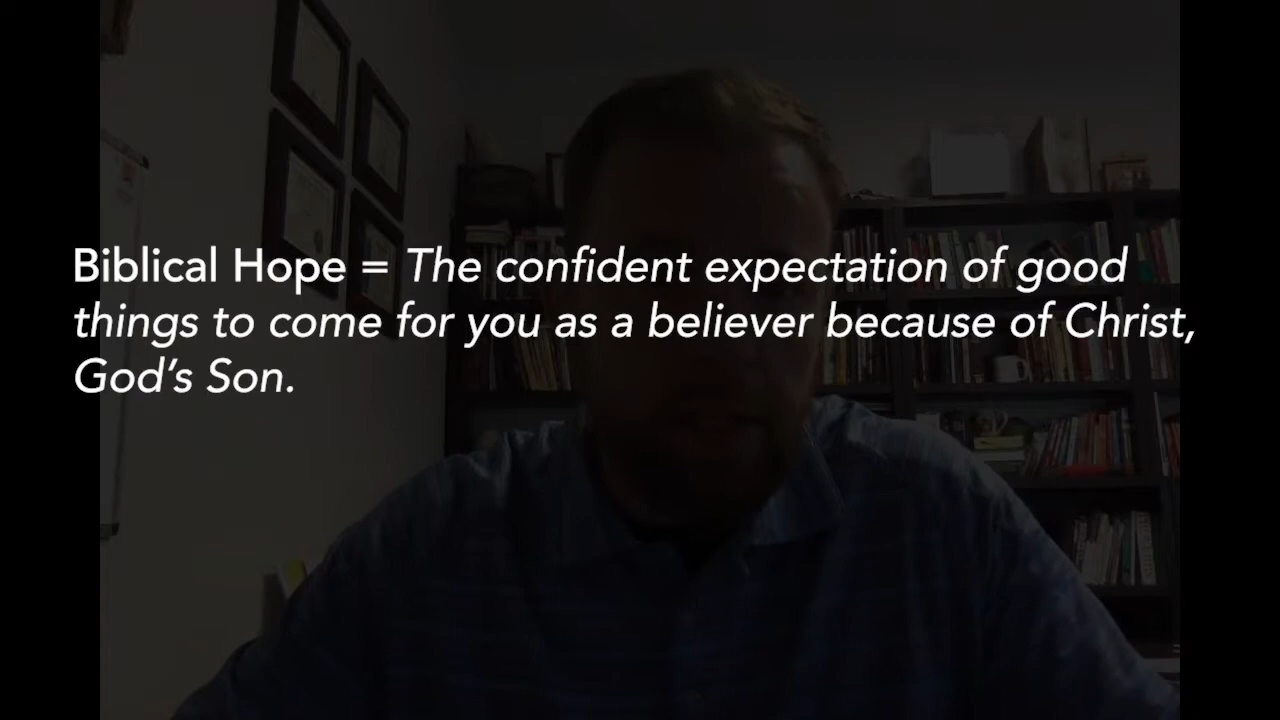 Biblical Hope = The confident expectation of good
things to come for you as a believer because of Christ,
God's Son.